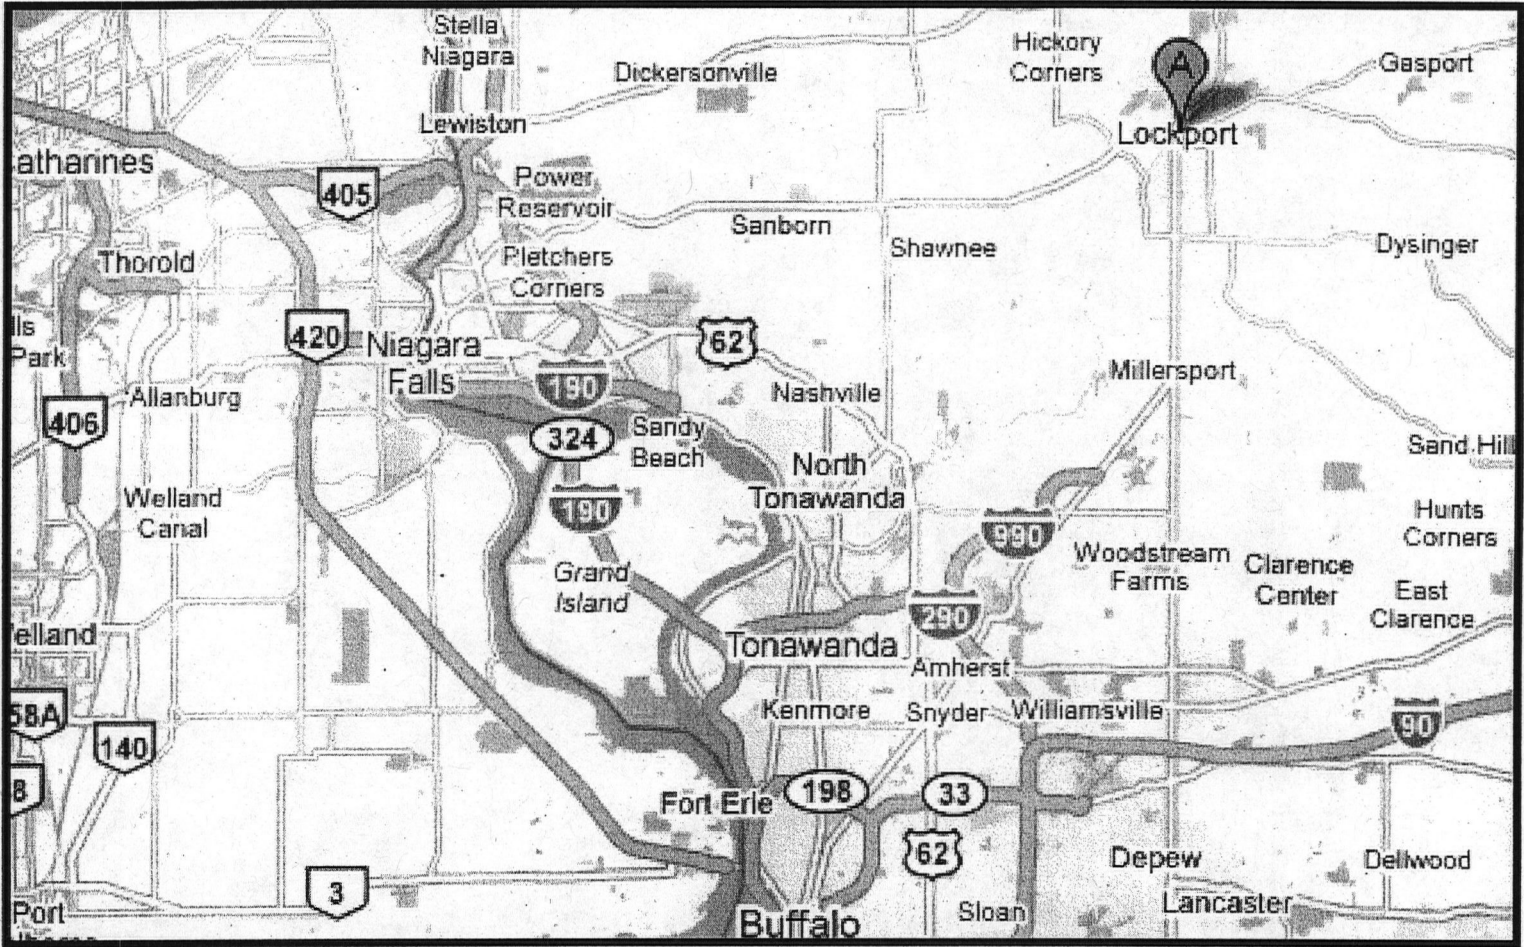 Stella
Niagara
Hickory
Corners
A
Gasport
Dickersonville
Lewiston
Lockport
athannes
405
Power
Reservoir
Sanborn
Shawnee
Dysinger
Thorold
Pletchers
Corners
lls
Park
420
Niagara
Falls
62
190
Millersport
Allanburg
Nashville
406
324
Sandy
Beach
North
Tonawanda
Sand Hill
Welland
Canal
190
990
Hunts
Corners
Grand
Island
Woodstream
Farms
Clarence
Center
East
Clarence
290
elland
Tonawanda
Amherst
58A
Kenmore
Snyder
Williamsville
90
140
8
Fort Erie
198
33
62
Depew
Dellwood
3
Port
Buffalo
Sloan
Lancaster